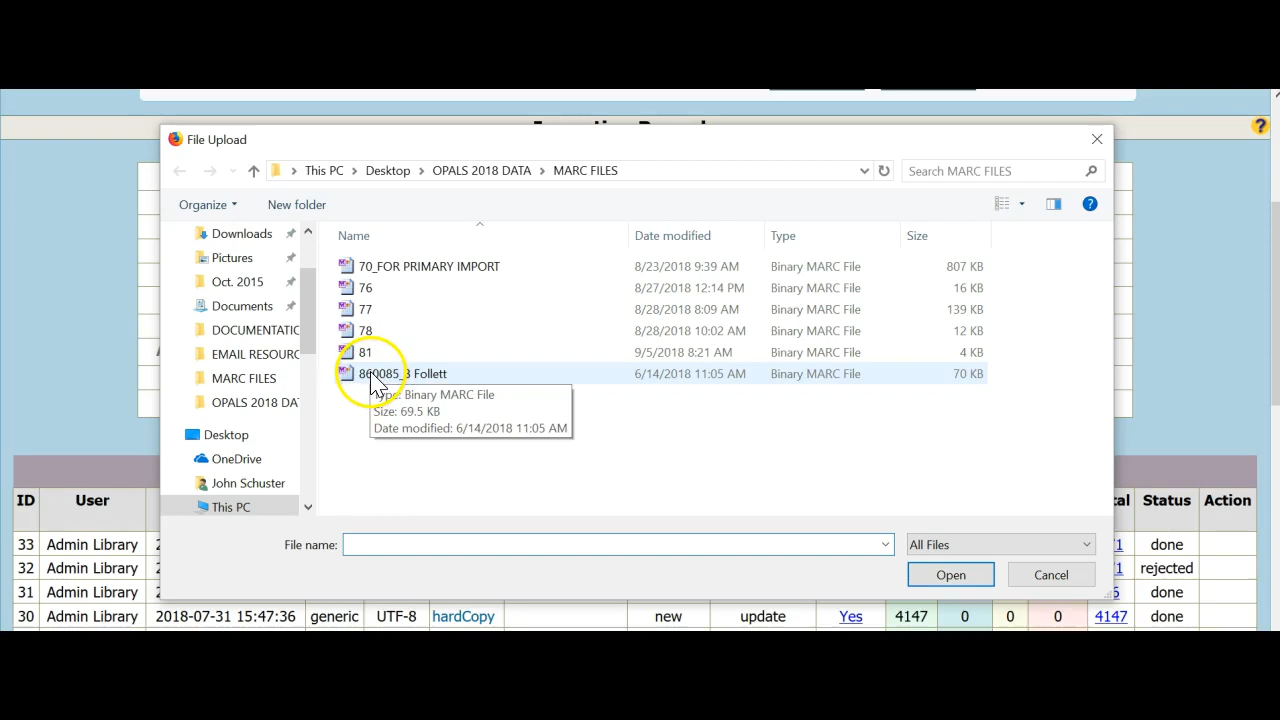 ?
File Upload
This PC > Desktop > OPALS 2018 DATA > MARC FILES
Search MARC FILES
Organize
New folder
?
Name Date modified Type Size
Downloads
Pictures
Oct. 2015
Documents
DOCUMENTATIC
EMAIL RESOURC
MARC FILES
OPALS 2018 DA
Desktop
OneDrive
John Schuster
This PC
70_FOR PRIMARY IMPORT 8/23/2018 9:39 AM Binary MARC File 807 KB
76 8/27/2018 12:14 PM Binary MARC File 16 KB
77 8/28/2018 8:09 AM Binary MARC File 139 KB
78 8/28/2018 10:02 AM Binary MARC File 12 KB
81 9/5/2018 8:21 AM Binary MARC File 4 KB
Follett 6/14/2018 11:05 AM Binary MARC File 70 KB
Type: Binary MARC File
Size: 69.5 KB
Date modified: 6/14/2018 11:05 AM
File name:
All Files
Open
Cancel
ID User Status Action
33 Admin Library done
32 Admin Library rejected
31 Admin Library done
30 Admin Library 2018-07-31 15:47:36 generic UTF-8 hardCopy new update Yes 4147 0 0 0 4147 done